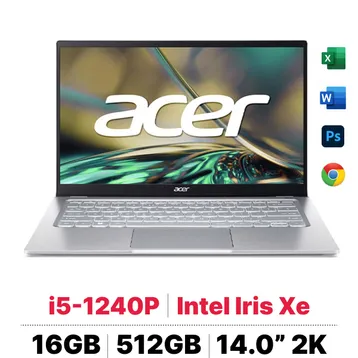 acer
acer
i5-1240P | Intel Iris Xe
16GB | 512GB | 14.0” 2K